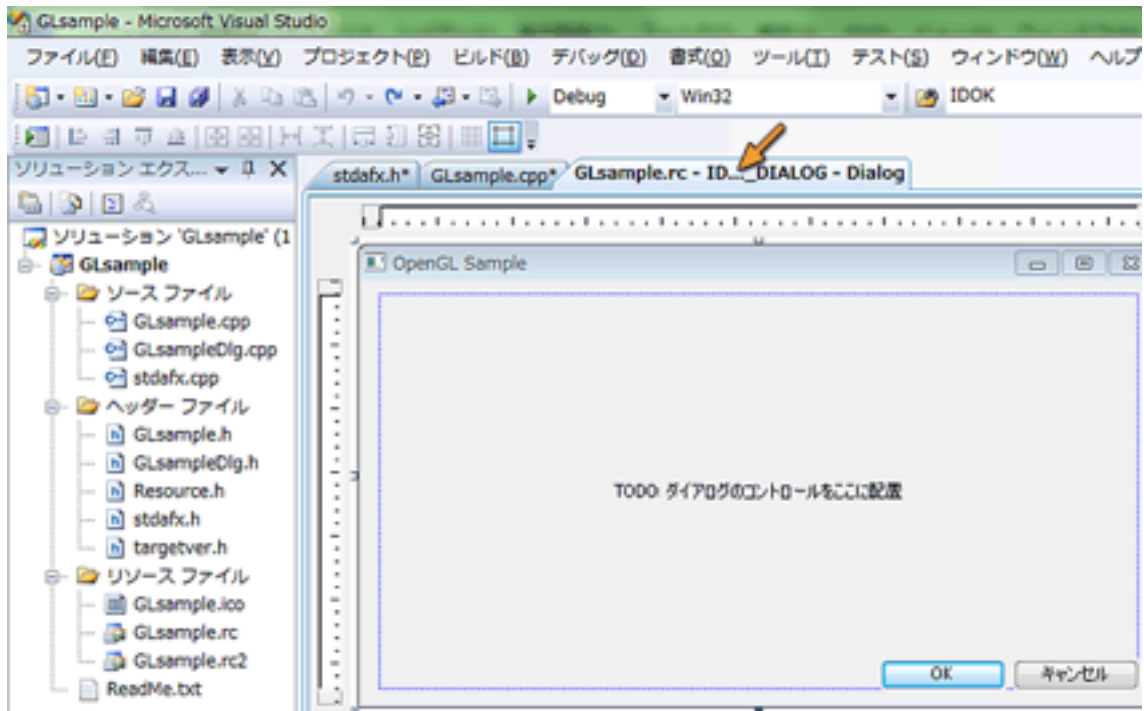 GLsample - Microsoft Visual Studio
ファイル(F) 編集(E) 表示(V) プロジェクト(P) ビルド(B) デバッグ(D) 書式(O) ツール(T) テスト(S) ウィンドウ(W) ヘルプ
Debug Win32 IDOK
ソリューション エクス...
stdafx.h* GLsample.cpp* GLsample.rc - ID..._DIALOG - Dialog
ソリューション 'GLsample' (1
GLsample
ソース ファイル
GLsample.cpp
GLsampleDlg.cpp
stdafx.cpp
ヘッダー ファイル
GLsample.h
GLsampleDlg.h
Resource.h
stdafx.h
targetver.h
リソース ファイル
GLsample.ico
GLsample.rc
GLsample.rc2
ReadMe.txt
OpenGL Sample
TODO: ダイアログのコントロールをここに配置
OK キャンセル